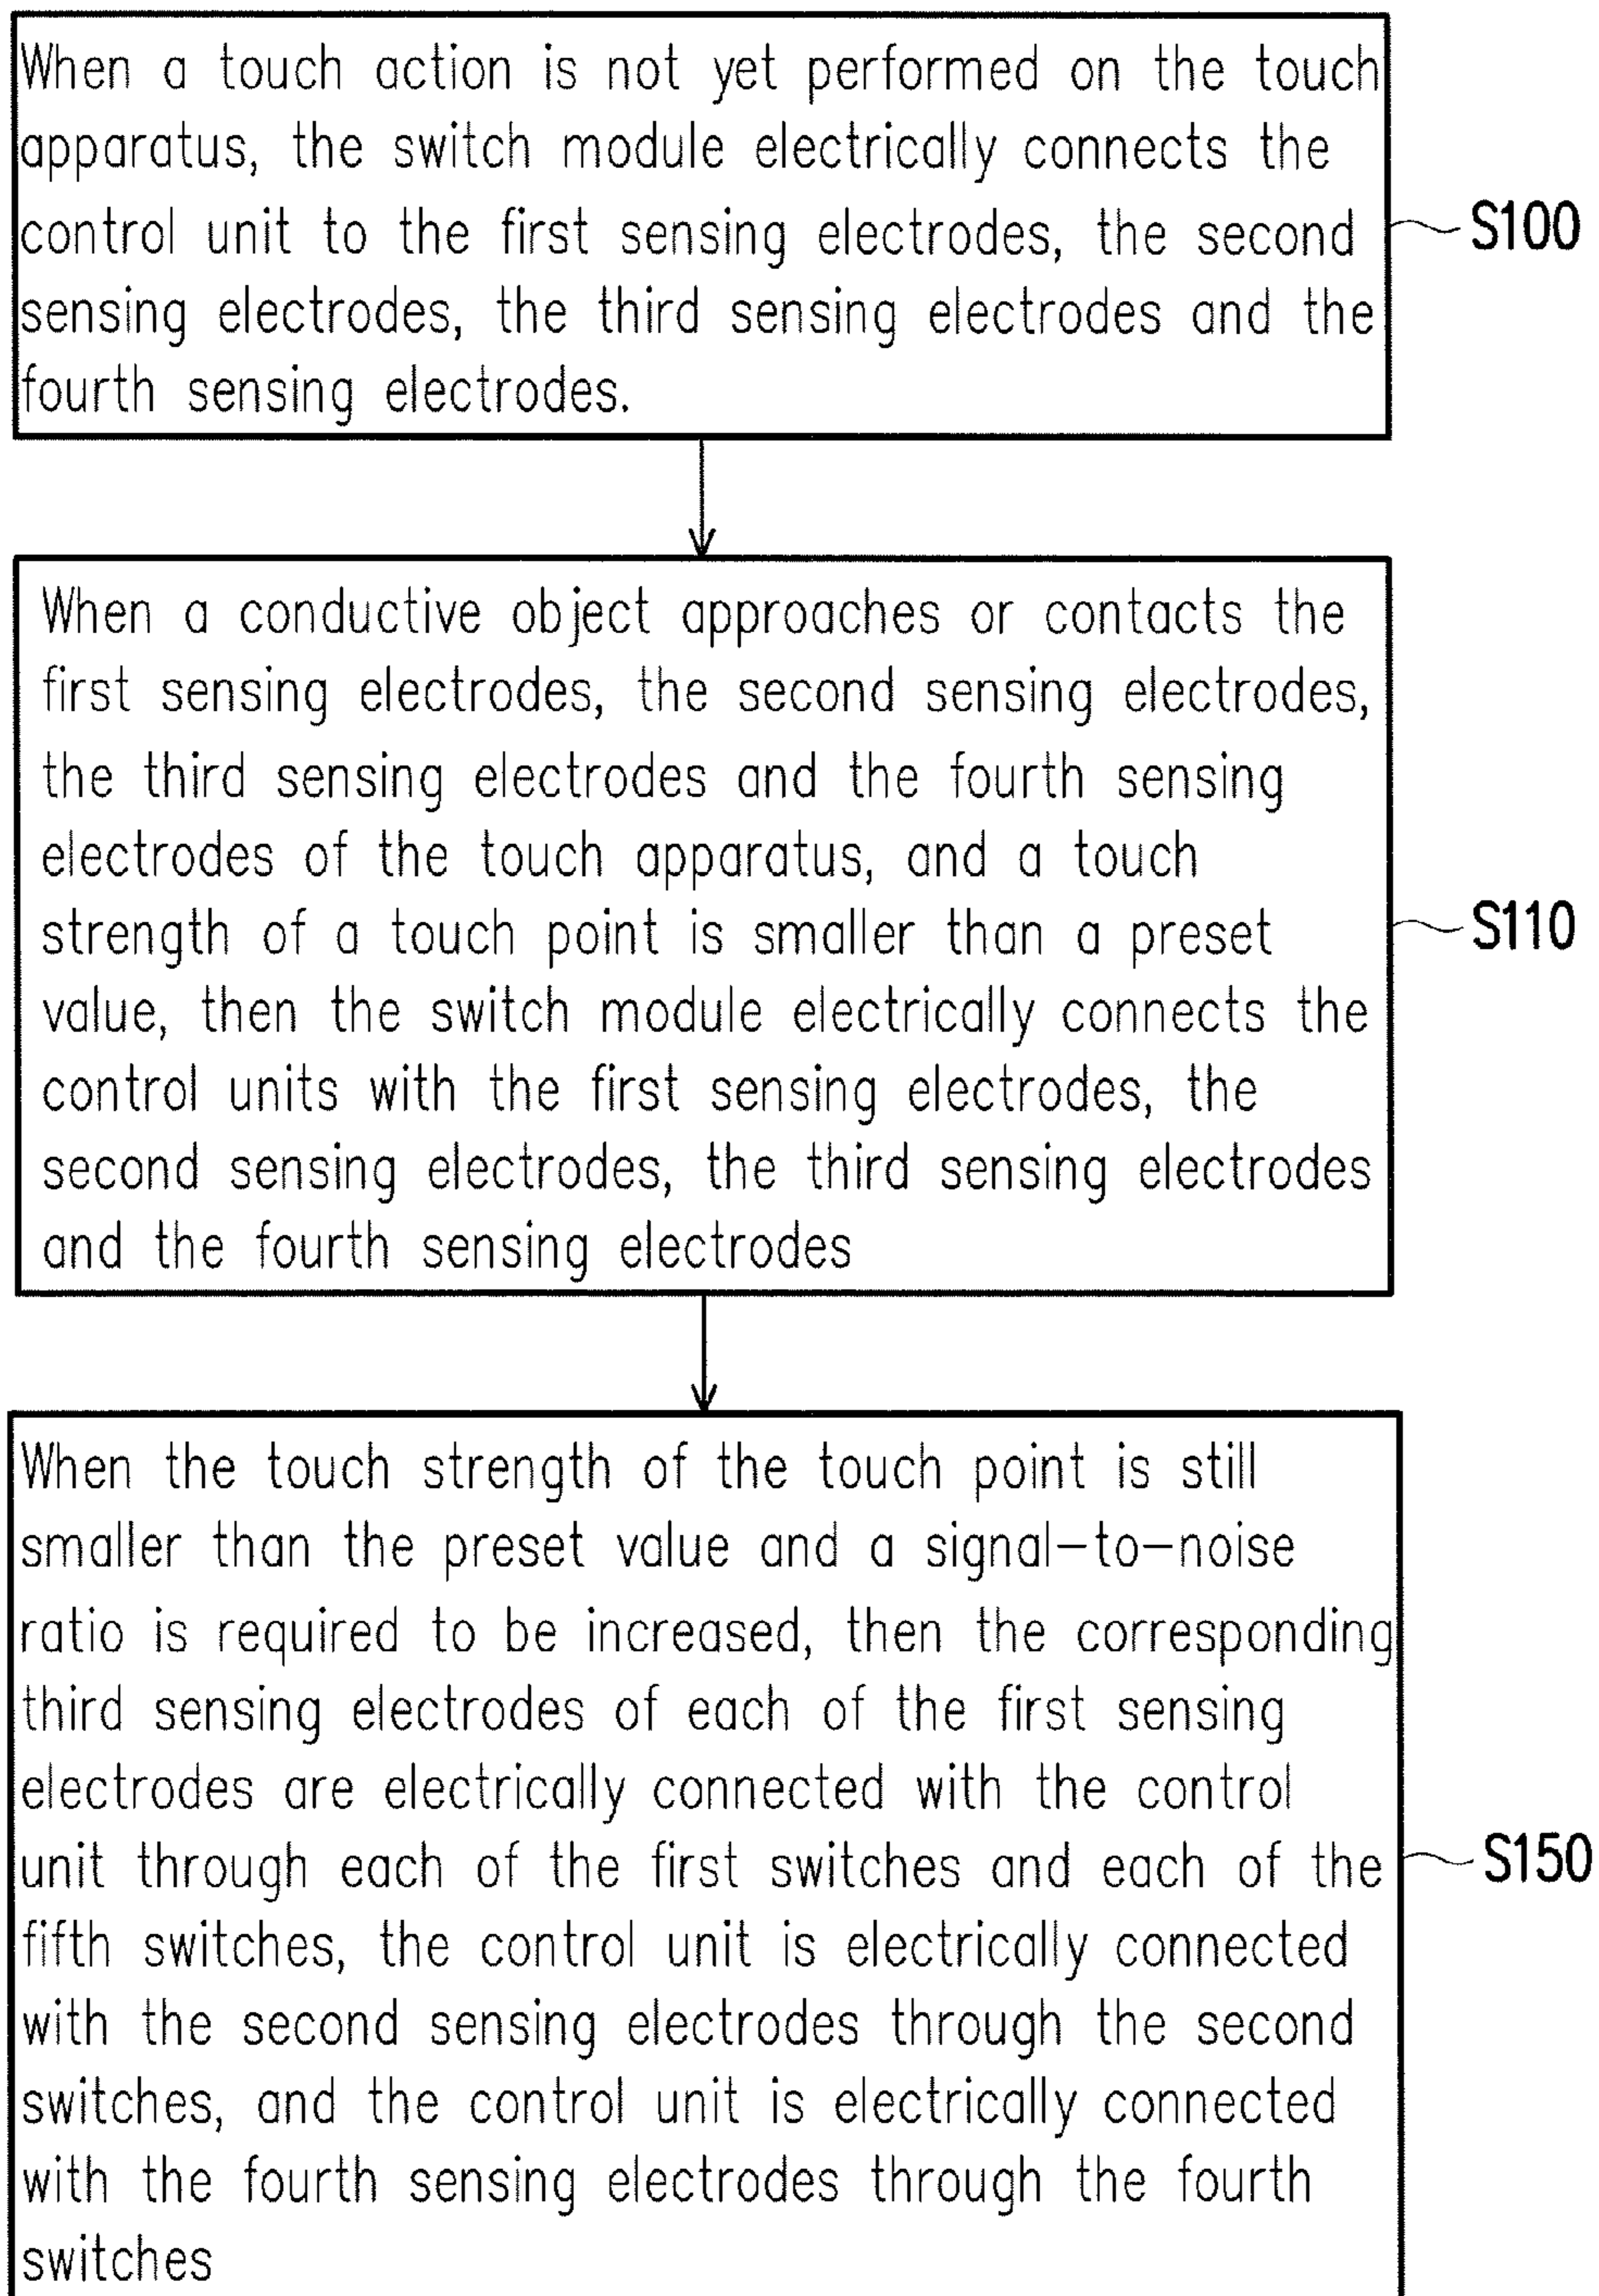 When a touch action is not yet performed on the touch
apparatus, the switch module electrically connects the
control unit to the first sensing electrodes, the second
sensing electrodes, the third sensing electrodes and the
fourth sensing electrodes.
S100
When a conductive object approaches or contacts the
first sensing electrodes, the second sensing electrodes,
the third sensing electrodes and the fourth sensing
electrodes of the touch apparatus, and a touch
strength of a touch point is smaller than a preset
value, then the switch module electrically connects the
control units with the first sensing electrodes, the
second sensing electrodes, the third sensing electrodes
and the fourth sensing electrodes
S110
When the touch strength of the touch point is still
smaller than the preset value and a signal-to-noise
ratio is required to be increased, then the corresponding
third sensing electrodes of each of the first sensing
electrodes are electrically connected with the control
unit through each of the first switches and each of the
fifth switches, the control unit is electrically connected
with the second sensing electrodes through the second
switches, and the control unit is electrically connected
with the fourth sensing electrodes through the fourth
switches
S150